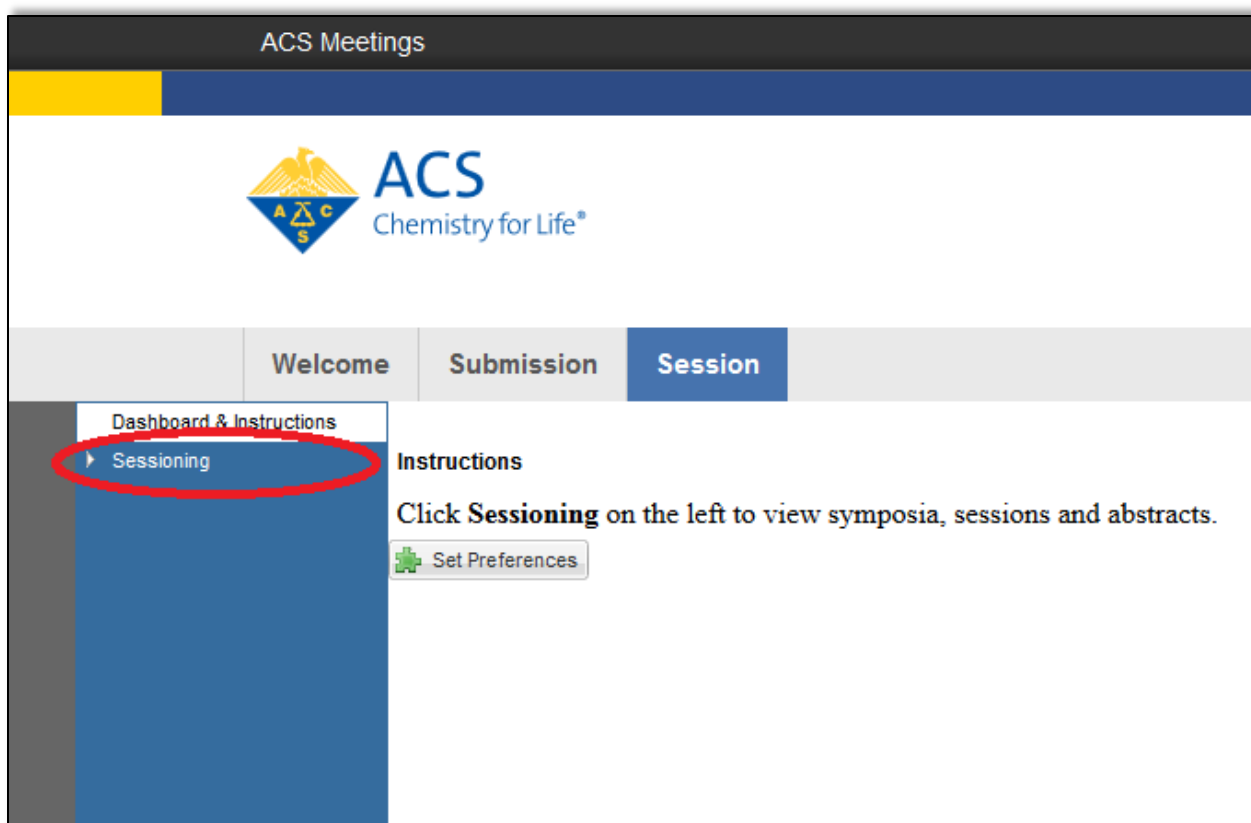 ACS Meetings
A C S
ACS
Chemistry for Life®
Welcome Submission Session
Dashboard & Instructions
Sessioning
Instructions
Click Sessioning on the left to view symposia, sessions and abstracts.
Set Preferences